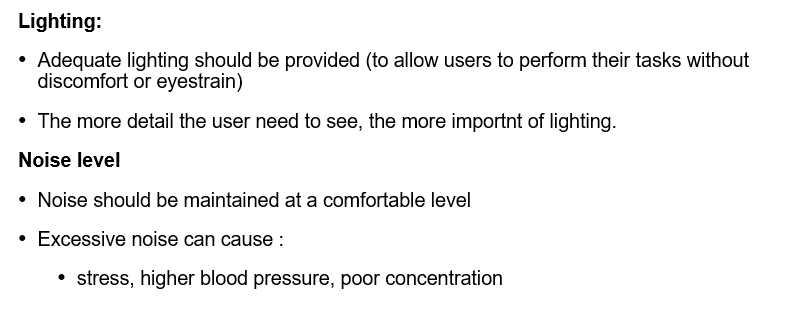 Lighting:
• Adequate lighting should be provided (to allow users to perform their tasks without
discomfort or eyestrain)
• The more detail the user need to see, the more importnt of lighting.
Noise level
• Noise should be maintained at a comfortable level
• Excessive noise can cause :
• stress, higher blood pressure, poor concentration